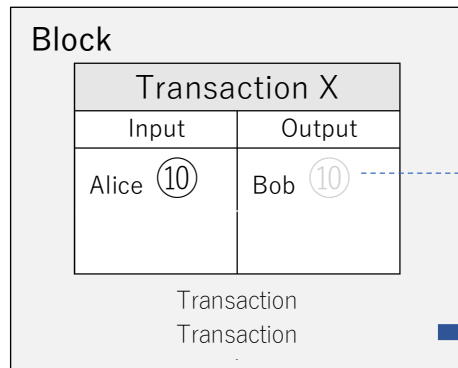 Block
Transaction X
Input Output
Alice ⑩ Bob ⑩
Transaction
Transaction